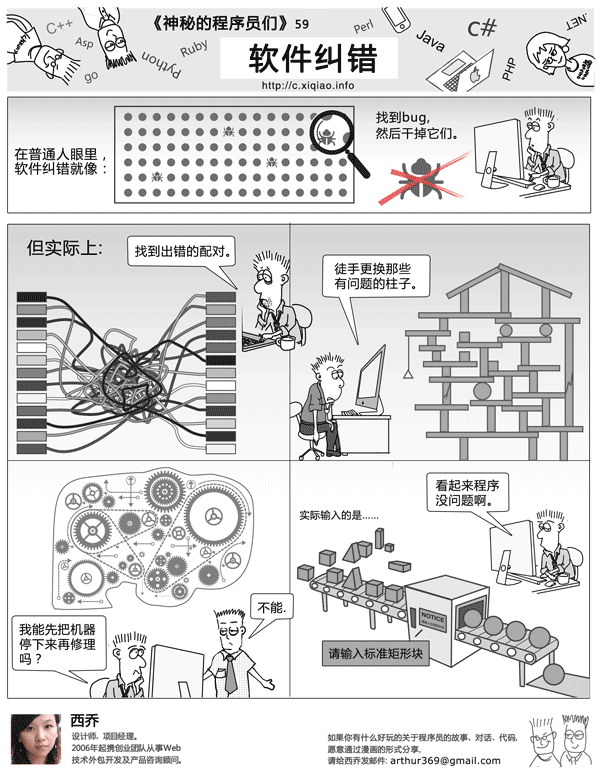 《神秘的程序员们》59
C++
Asp
go
python
Ruby
Perl
Java
C#
PHP
.NET
软件纠错
http://c.xiqiao.info
在普通人眼里，
软件纠错就像：
找到bug，
然后干掉它们。
但实际上:
找到出错的配对。
徒手更换那些
有问题的柱子。
我能先把机器
停下来再修理
吗？
不能.
实际输入的是......
看起来程序
没问题啊。
NOTICE
请输入标准矩形块
西乔
设计师，项目经理。
2006年起携创业团队从事Web
技术外包开发及产品咨询顾问。
如果你有什么好玩的关于程序员的故事、对话、代码，
愿意通过漫画的形式分享，
请给西乔发邮件: arthur369@gmail.com